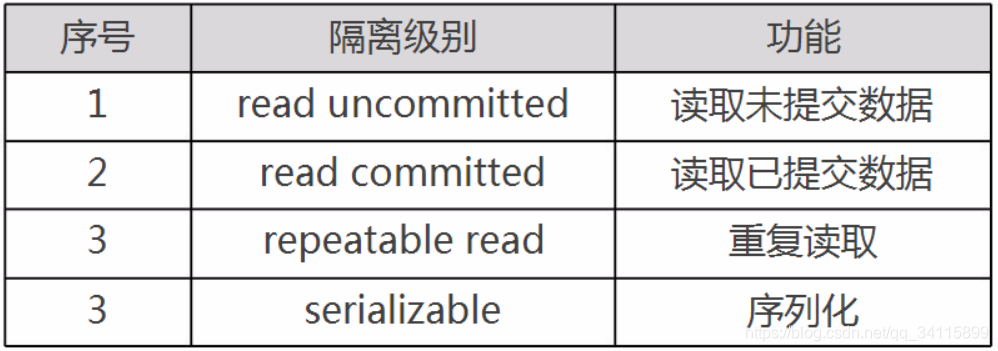 序号 隔离级别 功能
1 read uncommitted 读取未提交数据
2 read committed 读取已提交数据
3 repeatable read 重复读取
3 serializable 序列化
https://blog.csdn.net/qq_34115899